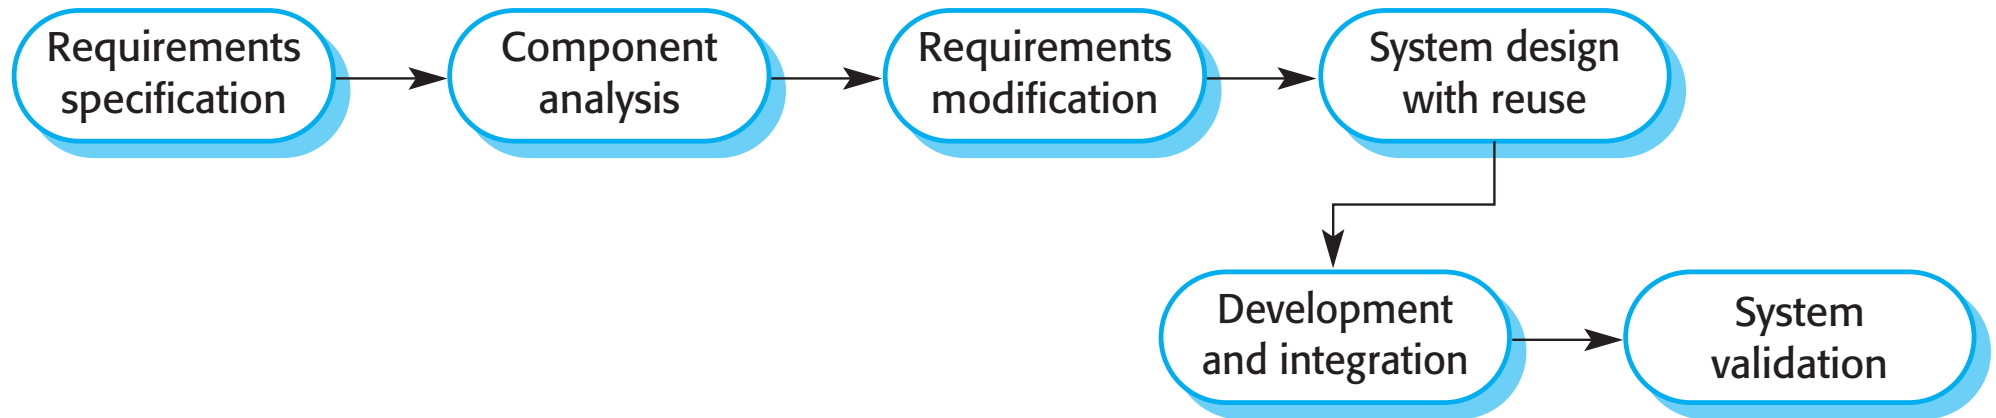 Requirements
specification
Component
analysis
Requirements
modification
System design
with reuse
Development
and integration
System
validation